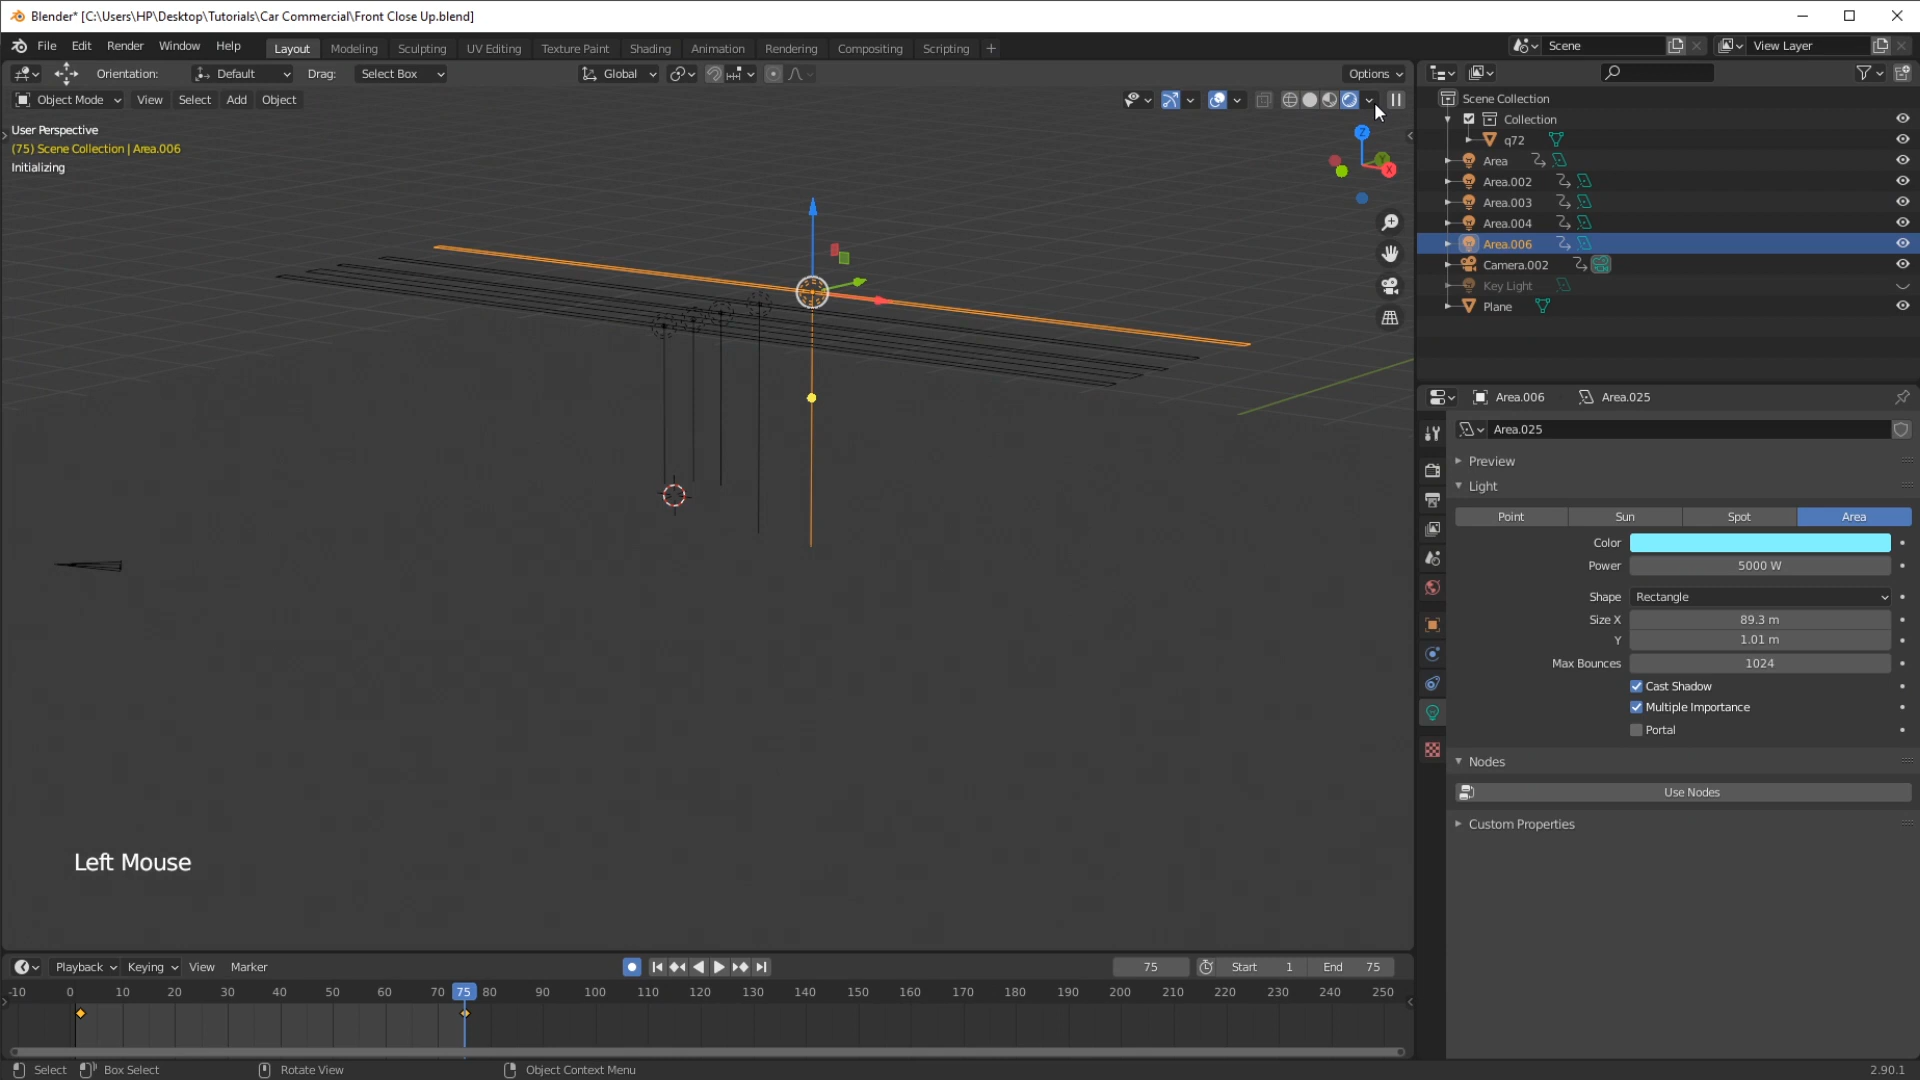 Blender* [C:\Users\HP\Desktop\Tutorials\Car Commercial\Front Close Up.blend]
File Edit Render Window Help Layout Modeling Sculpting UV Editing Texture Paint Shading Animation Rendering Compositing Scripting + Scene View Layer
Orientation: Default Drag: Select Box Global Options
Object Mode View Select Add Object
User Perspective
(75) Scene Collection | Area.006
Initializing
Z
Y
X
Scene Collection
Collection
q72
Area
Area.002
Area.003
Area.004
Area.006
Camera.002
Key Light
Plane
Area.006 Area.025
Area.025
Preview
Light
Point Sun Spot Area
Color
Power 5000 W
Shape Rectangle
Size X 89.3 m
Y 1.01 m
Max Bounces 1024
Cast Shadow
Multiple Importance
Portal
Nodes
Use Nodes
Custom Properties
Left Mouse
Playback Keying View Marker 75 Start 1 End 75
-10 0 10 20 30 40 50 60 70 75 80 90 100 110 120 130 140 150 160 170 180 190 200 210 220 230 240 250
Select Box Select Rotate View Object Context Menu 2.90.1